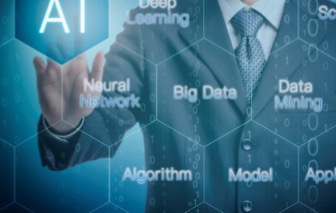 AI
Deep
Learning
Neural
Network
Big Data
Data
Mining
Algorithm
Model